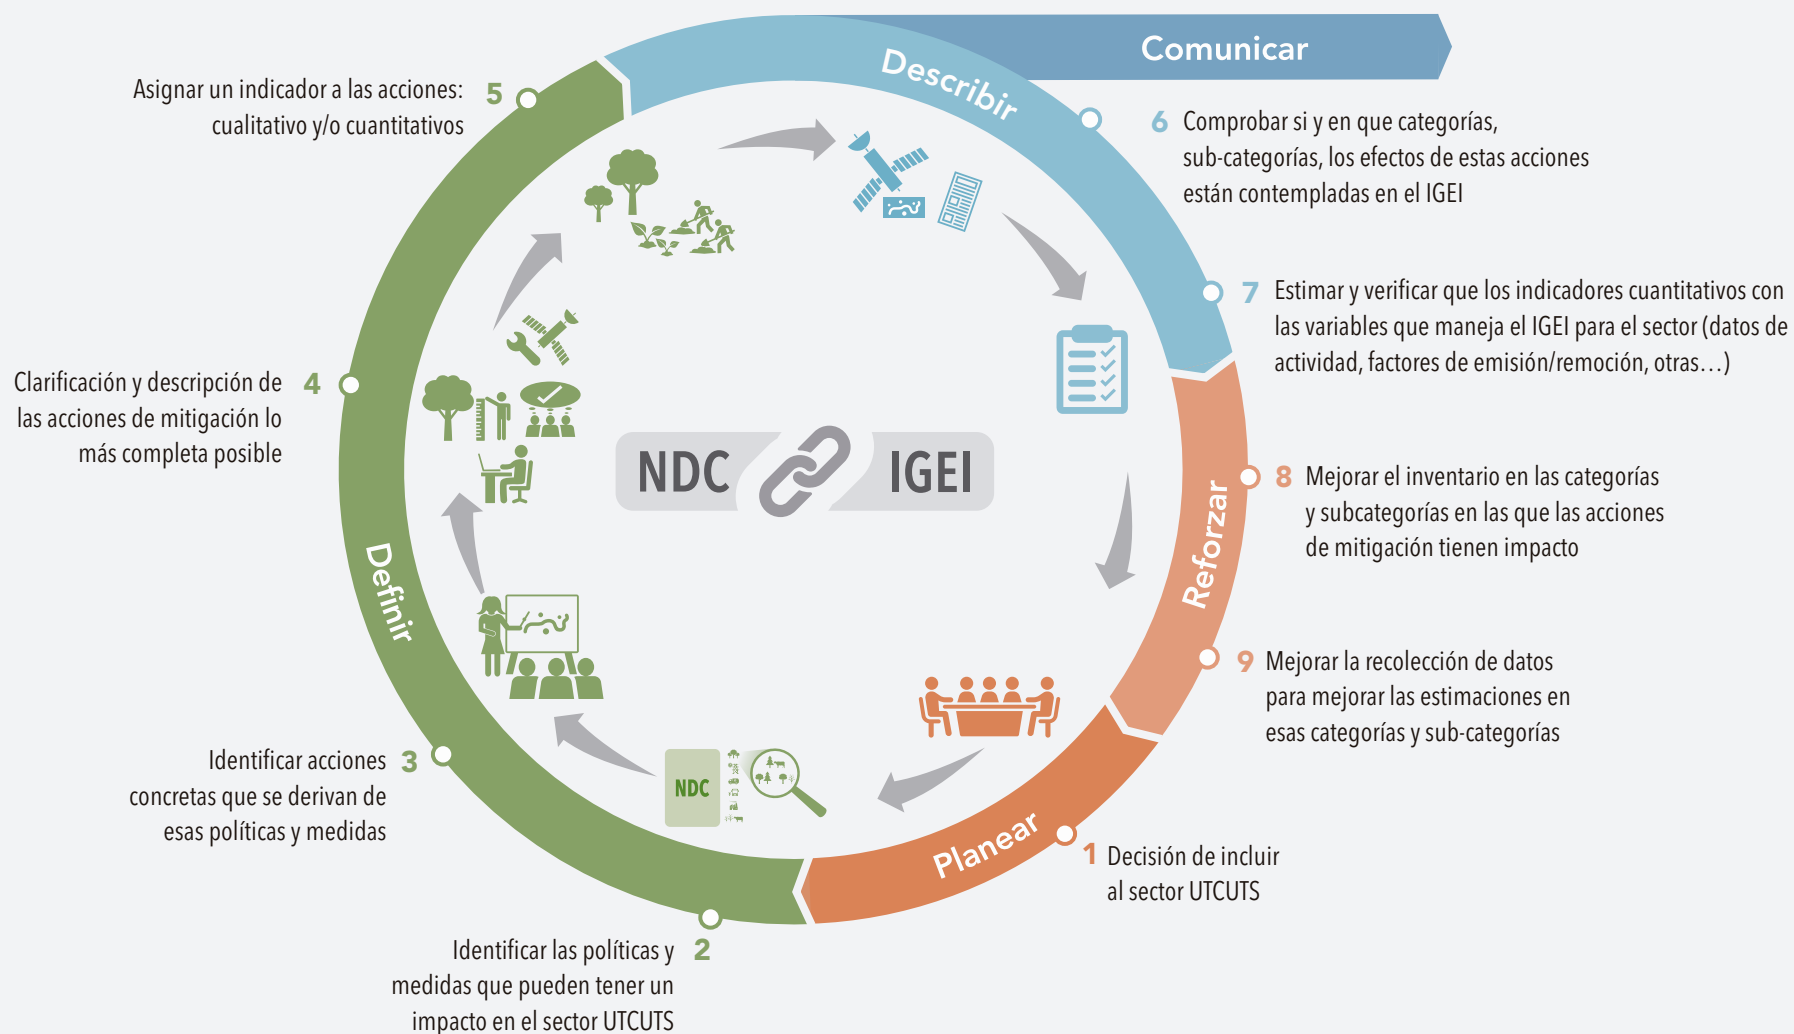 Comunicar
Describir
Asignar un indicador a las acciones:
cualitativo y/o cuantitativos
5
6
Comprobar si y en que categorías,
sub-categorías, los efectos de estas acciones
están contempladas en el IGEI
7
Estimar y verificar que los indicadores cuantitativos con
las variables que maneja el IGEI para el sector (datos de
actividad, factores de emisión/remoción, otras…)
Clarificación y descripción de
las acciones de mitigación lo
más completa posible
4
NDC
IGEI
8
Mejorar el inventario en las categorías
y subcategorías en las que las acciones
de mitigación tienen impacto
Reforzar
Definir
9
Mejorar la recolección de datos
para mejorar las estimaciones en
esas categorías y sub-categorías
Identificar acciones
concretas que se derivan de
esas políticas y medidas
3
NDC
Planear
1
Decisión de incluir
al sector UTCUTS
Identificar las políticas y
medidas que pueden tener un
impacto en el sector UTCUTS
2